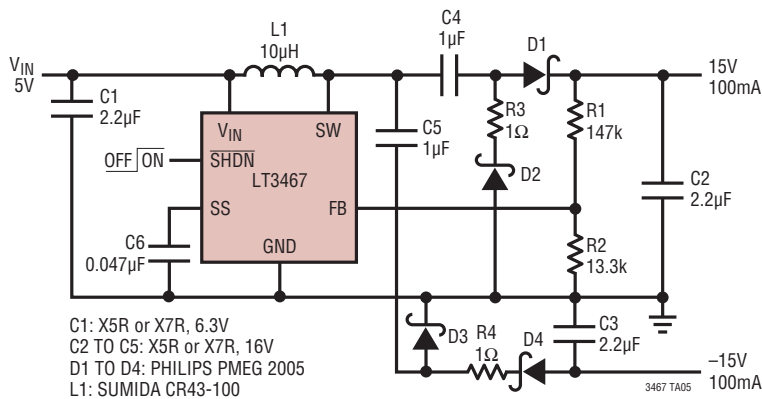 L1
10µH
C4
1µF
D1
VIN
5V
15V
100mA
C1
2.2µF
R3
1Ω
R1
147k
VIN
SW
C5
1µF
OFF ON
SHDN
LT3467
D2
C2
2.2µF
SS
FB
C6
0.047µF
GND
R2
13.3k
C1: X5R or X7R, 6.3V
C2 TO C5: X5R or X7R, 16V
D1 TO D4: PHILIPS PMEG 2005
L1: SUMIDA CR43-100
D3
R4
1Ω
D4
C3
2.2µF
–15V
100mA
3467 TA05